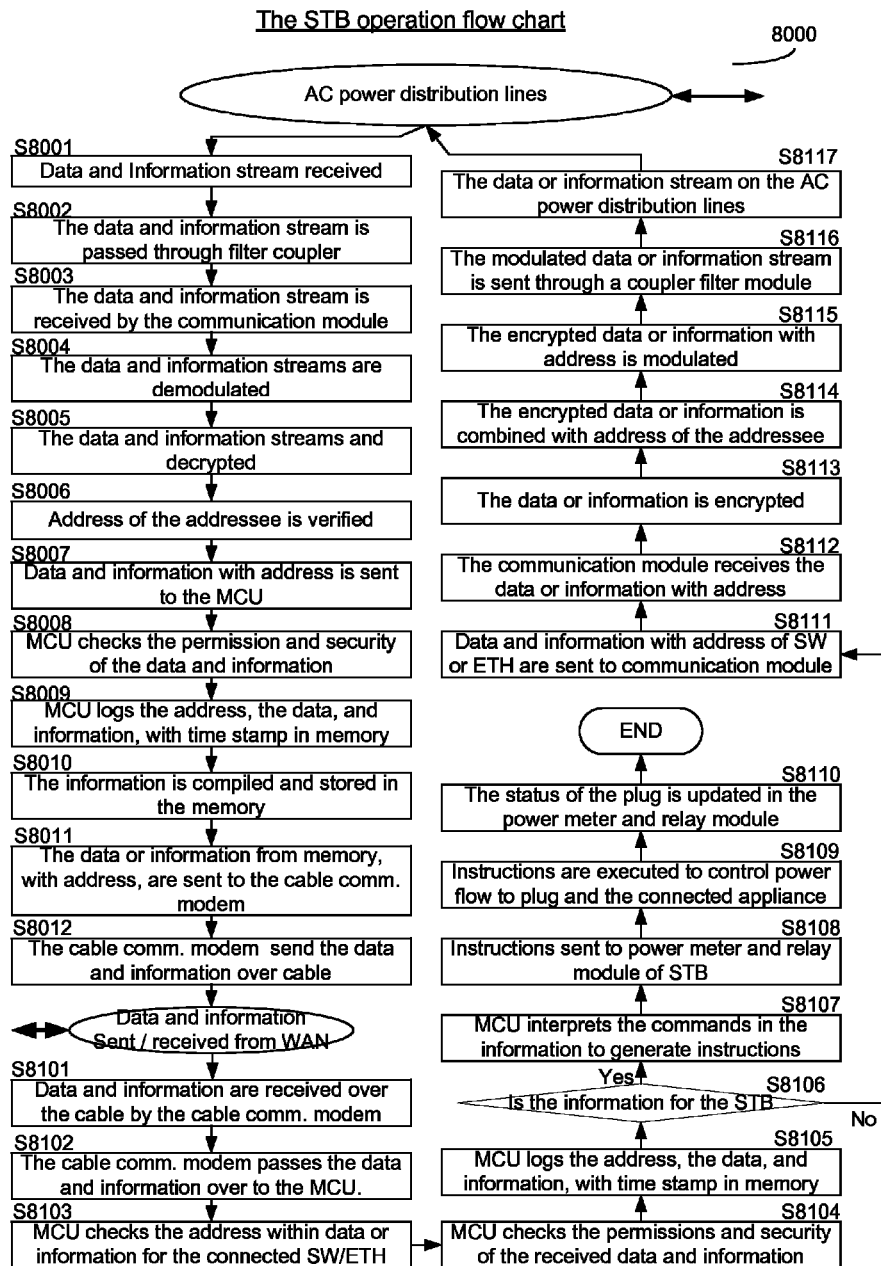 The STB operation flow chart
8000
AC power distribution lines
S8001
Data and Information stream received
S8002
The data and information stream is
passed through filter coupler
S8003
The data and information stream is
received by the communication module
S8004
The data and information streams are
demodulated
S8005
The data and information streams and
decrypted
S8006
Address of the addressee is verified
S8007
Data and information with address is sent
to the MCU
S8008
MCU checks the permission and security
of the data and information
S8009
MCU logs the address, the data, and
information, with time stamp in memory
S8010
The information is compiled and stored in
the memory
S8011
The data or information from memory,
with address, are sent to the cable comm.
modem
S8012
The cable comm. modem send the data
and information over cable
Data and information
Sent / received from WAN
S8101
Data and information are received over
the cable by the cable comm. modem
S8102
The cable comm. modem passes the data
and information over to the MCU.
S8103
MCU checks the address within data or
information for the connected SW/ETH
S8117
The data or information stream on the AC
power distribution lines
S8116
The modulated data or information stream
is sent through a coupler filter module
S8115
The encrypted data or information with
address is modulated
S8114
The encrypted data or information is
combined with address of the addressee
S8113
The data or information is encrypted
S8112
The communication module receives the
data or information with address
S8111
Data and information with address of SW
or ETH are sent to communication module
END
S8110
The status of the plug is updated in the
power meter and relay module
S8109
Instructions are executed to control power
flow to plug and the connected appliance
S8108
Instructions sent to power meter and relay
module of STB
S8107
MCU interprets the commands in the
information to generate instructions
Yes
S8106
Is the information for the STB
No
S8105
MCU logs the address, the data, and
information, with time stamp in memory
S8104
MCU checks the permissions and security
of the received data and information